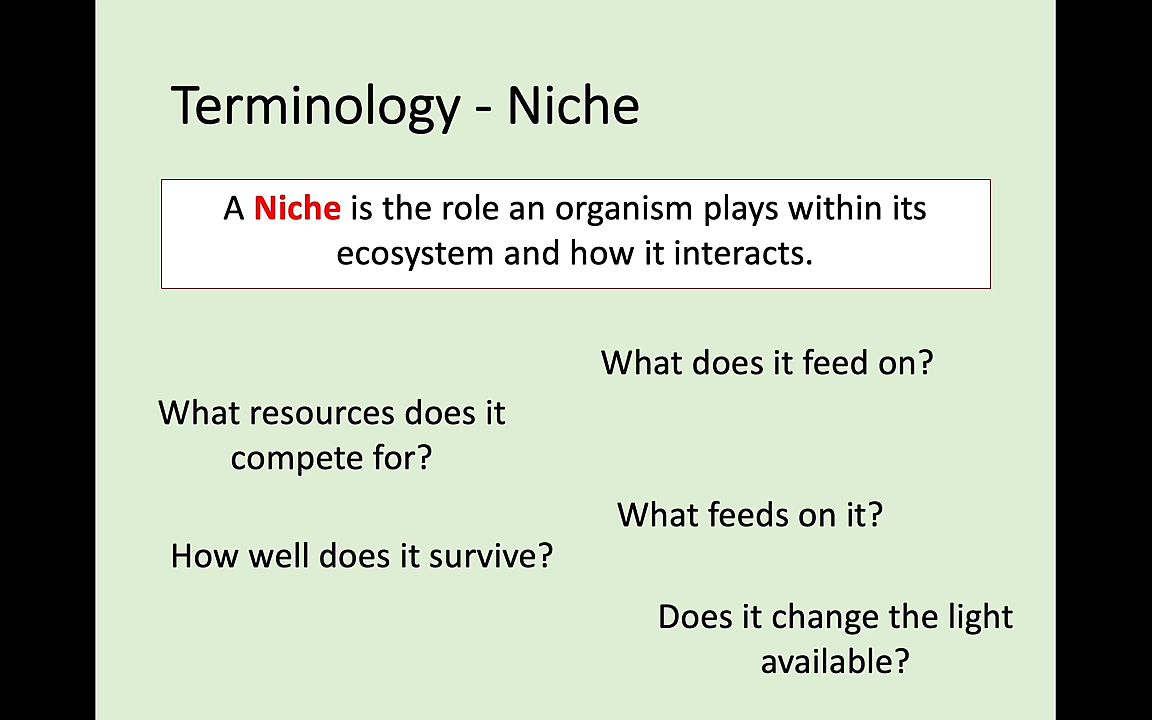 Terminology - Niche
A Niche is the role an organism plays within its
ecosystem and how it interacts.
What does it feed on?
What resources does it
compete for?
What feeds on it?
How well does it survive?
Does it change the light
available?